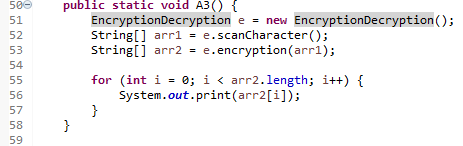 50 public static void A3() {
51 EncryptionDecryption e = new EncryptionDecryption();
52 String[] arr1 = e.scanCharacter();
53 String[] arr2 = e.encryption(arr1);
54
55 for (int i = 0; i < arr2.length; i++) {
56 System.out.print(arr2[i]);
57 }
58 }